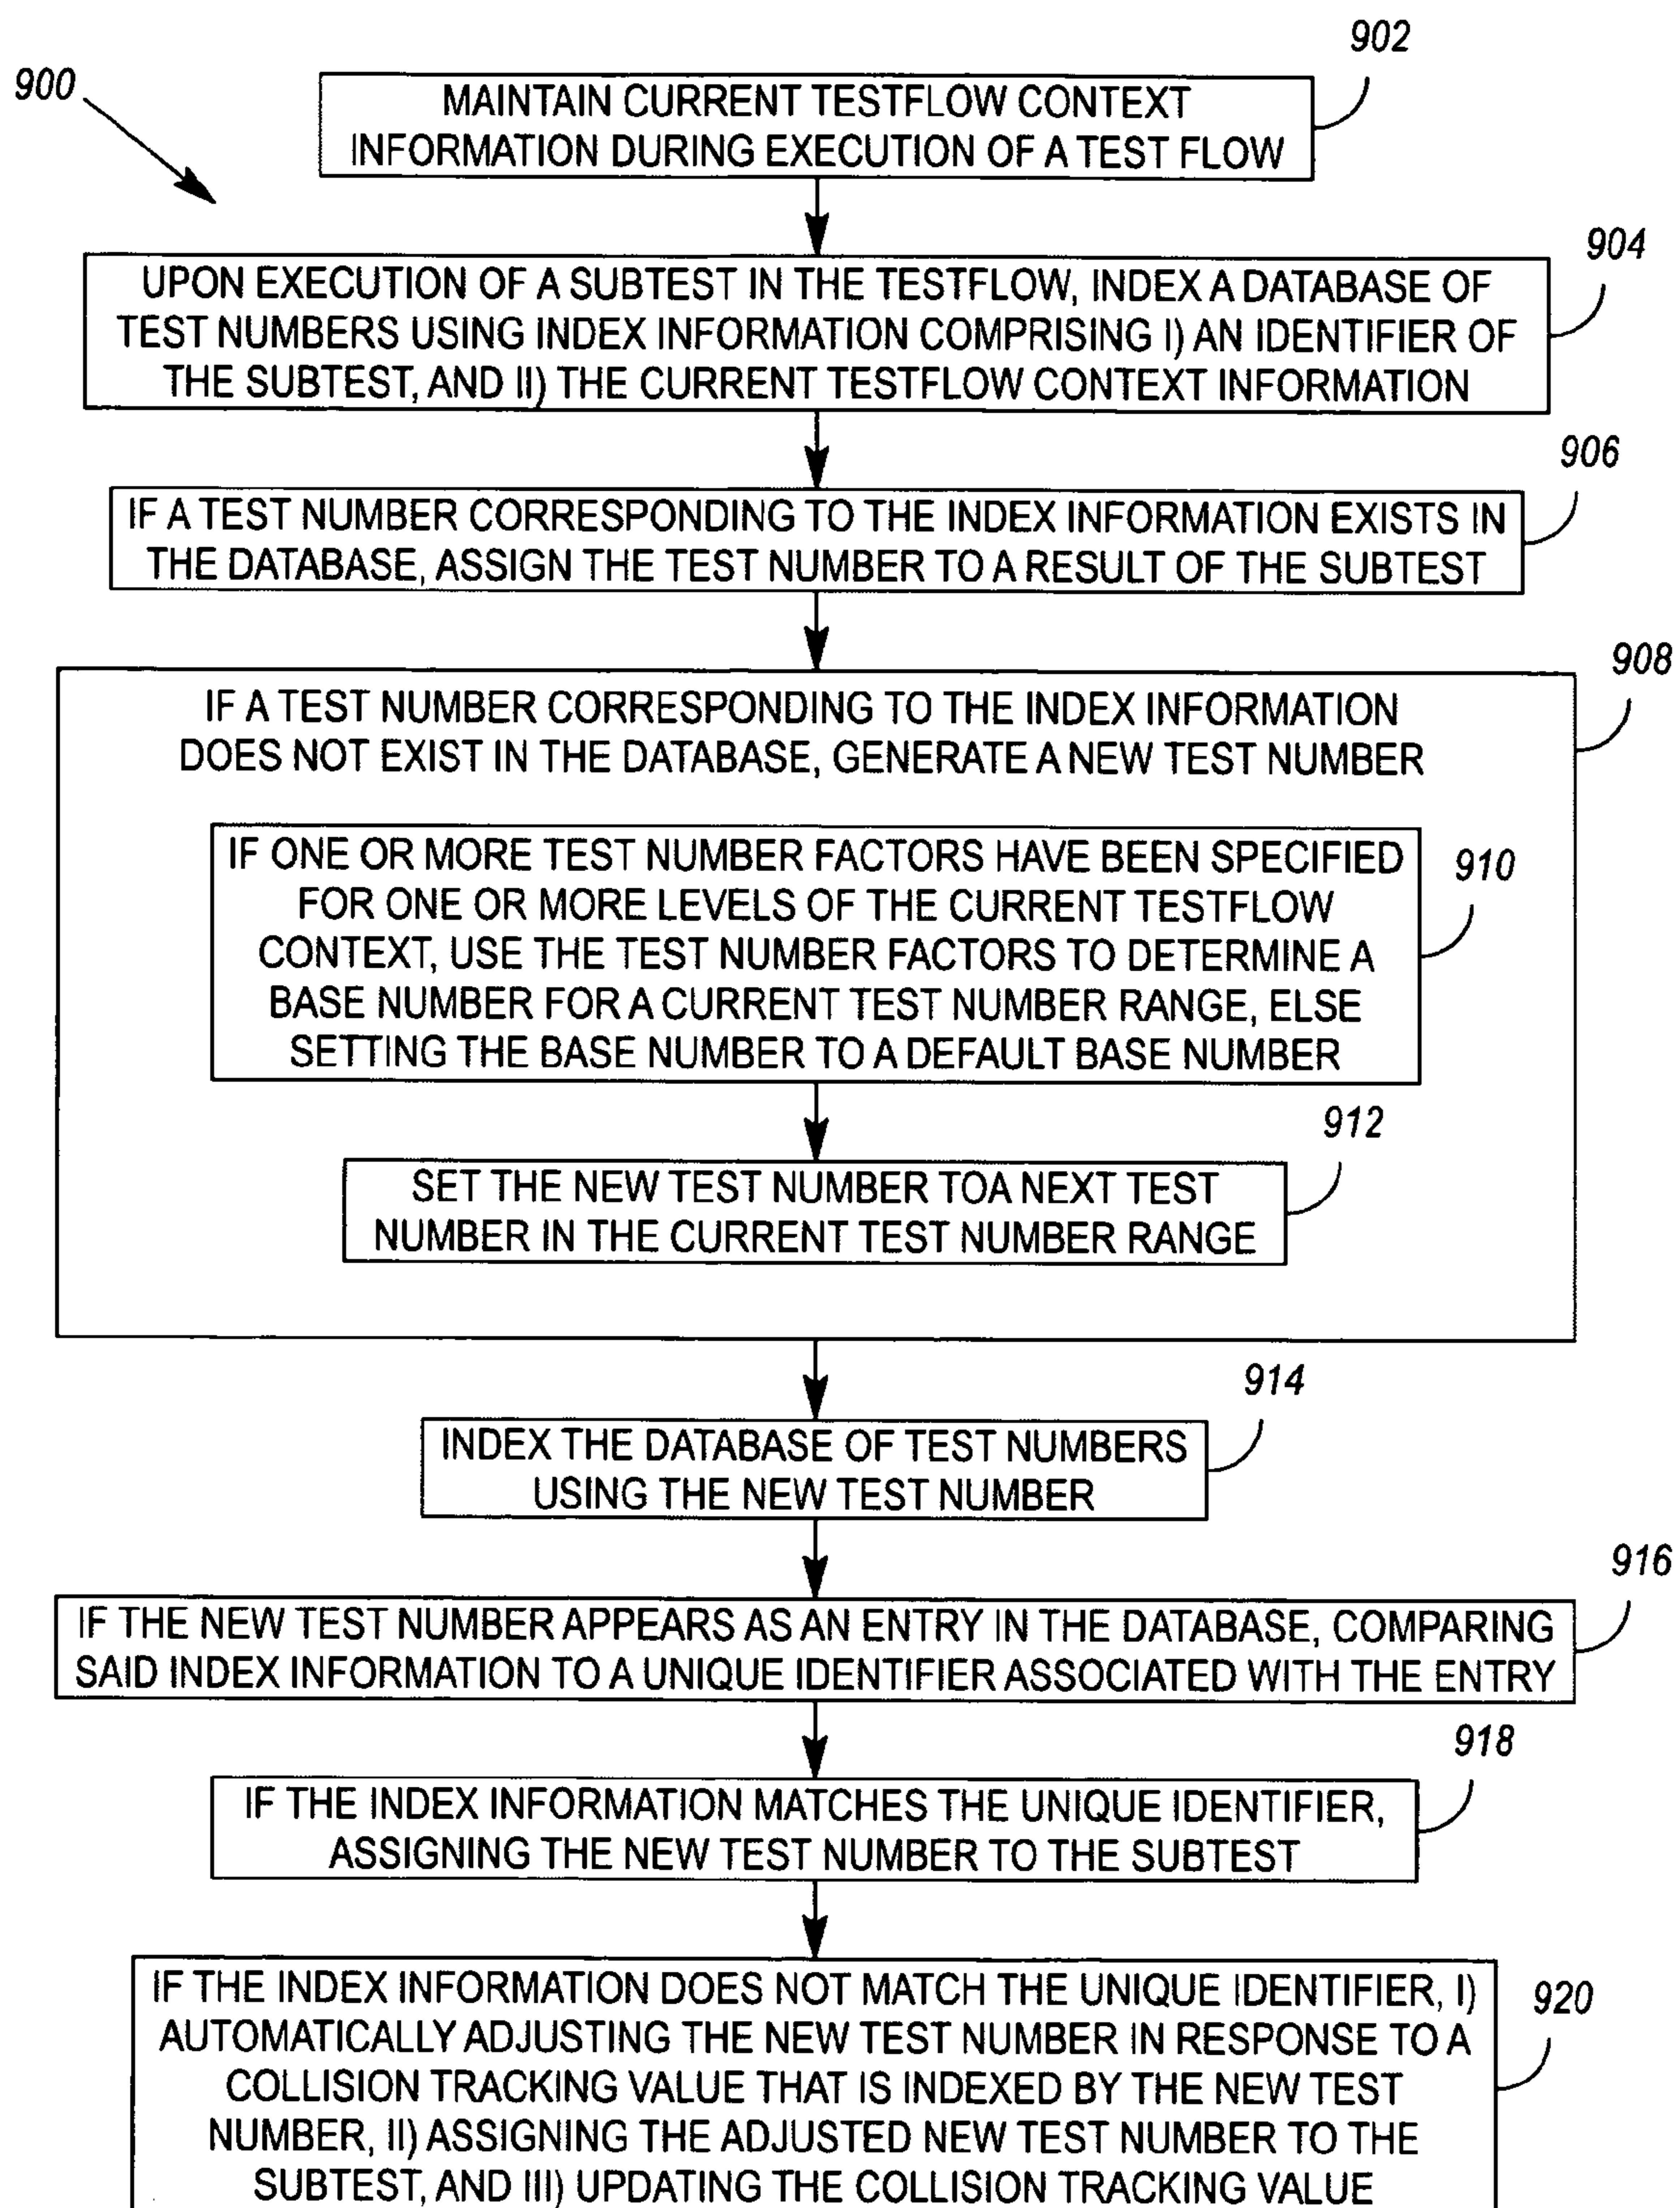 902
900
MAINTAIN CURRENT TESTFLOW CONTEXT
INFORMATION DURING EXECUTION OF A TEST FLOW
904
UPON EXECUTION OF A SUBTEST IN THE TESTFLOW, INDEX A DATABASE OF
TEST NUMBERS USING INDEX INFORMATION COMPRISING I) AN IDENTIFIER OF
THE SUBTEST, AND II) THE CURRENT TESTFLOW CONTEXT INFORMATION
906
IF A TEST NUMBER CORRESPONDING TO THE INDEX INFORMATION EXISTS IN
THE DATABASE, ASSIGN THE TEST NUMBER TO A RESULT OF THE SUBTEST
908
IF A TEST NUMBER CORRESPONDING TO THE INDEX INFORMATION
DOES NOT EXIST IN THE DATABASE, GENERATE A NEW TEST NUMBER
910
IF ONE OR MORE TEST NUMBER FACTORS HAVE BEEN SPECIFIED
FOR ONE OR MORE LEVELS OF THE CURRENT TESTFLOW
CONTEXT, USE THE TEST NUMBER FACTORS TO DETERMINE A
BASE NUMBER FOR A CURRENT TEST NUMBER RANGE, ELSE
SETTING THE BASE NUMBER TO A DEFAULT BASE NUMBER
912
SET THE NEW TEST NUMBER TOA NEXT TEST
NUMBER IN THE CURRENT TEST NUMBER RANGE
914
INDEX THE DATABASE OF TEST NUMBERS
USING THE NEW TEST NUMBER
916
IF THE NEW TEST NUMBER APPEARS AS AN ENTRY IN THE DATABASE, COMPARING
SAID INDEX INFORMATION TO A UNIQUE IDENTIFIER ASSOCIATED WITH THE ENTRY
918
IF THE INDEX INFORMATION MATCHES THE UNIQUE IDENTIFIER,
ASSIGNING THE NEW TEST NUMBER TO THE SUBTEST
920
IF THE INDEX INFORMATION DOES NOT MATCH THE UNIQUE IDENTIFIER, I)
AUTOMATICALLY ADJUSTING THE NEW TEST NUMBER IN RESPONSE TO A
COLLISION TRACKING VALUE THAT IS INDEXED BY THE NEW TEST
NUMBER, II) ASSIGNING THE ADJUSTED NEW TEST NUMBER TO THE
SUBTEST, AND III) UPDATING THE COLLISION TRACKING VALUE